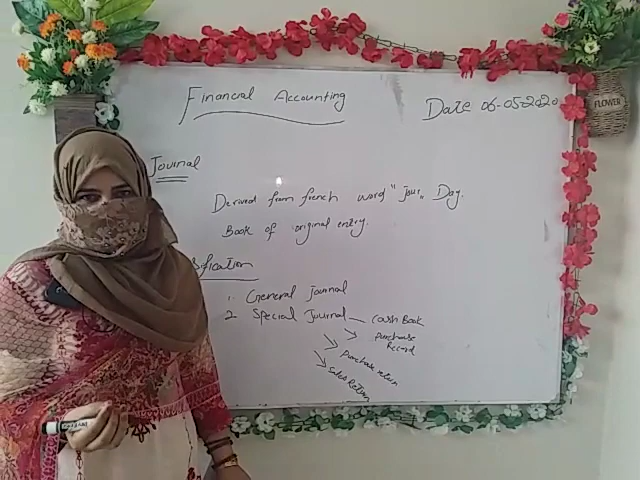 Financial Accounting
Date 06-05-2020
Journal
Derived from french word "jour" Day.
Book of original entry.
sification
1. General Journal
2. Special Journal — Cash Book
Purchase Record
Purchase return
Sales Return
FLOWER